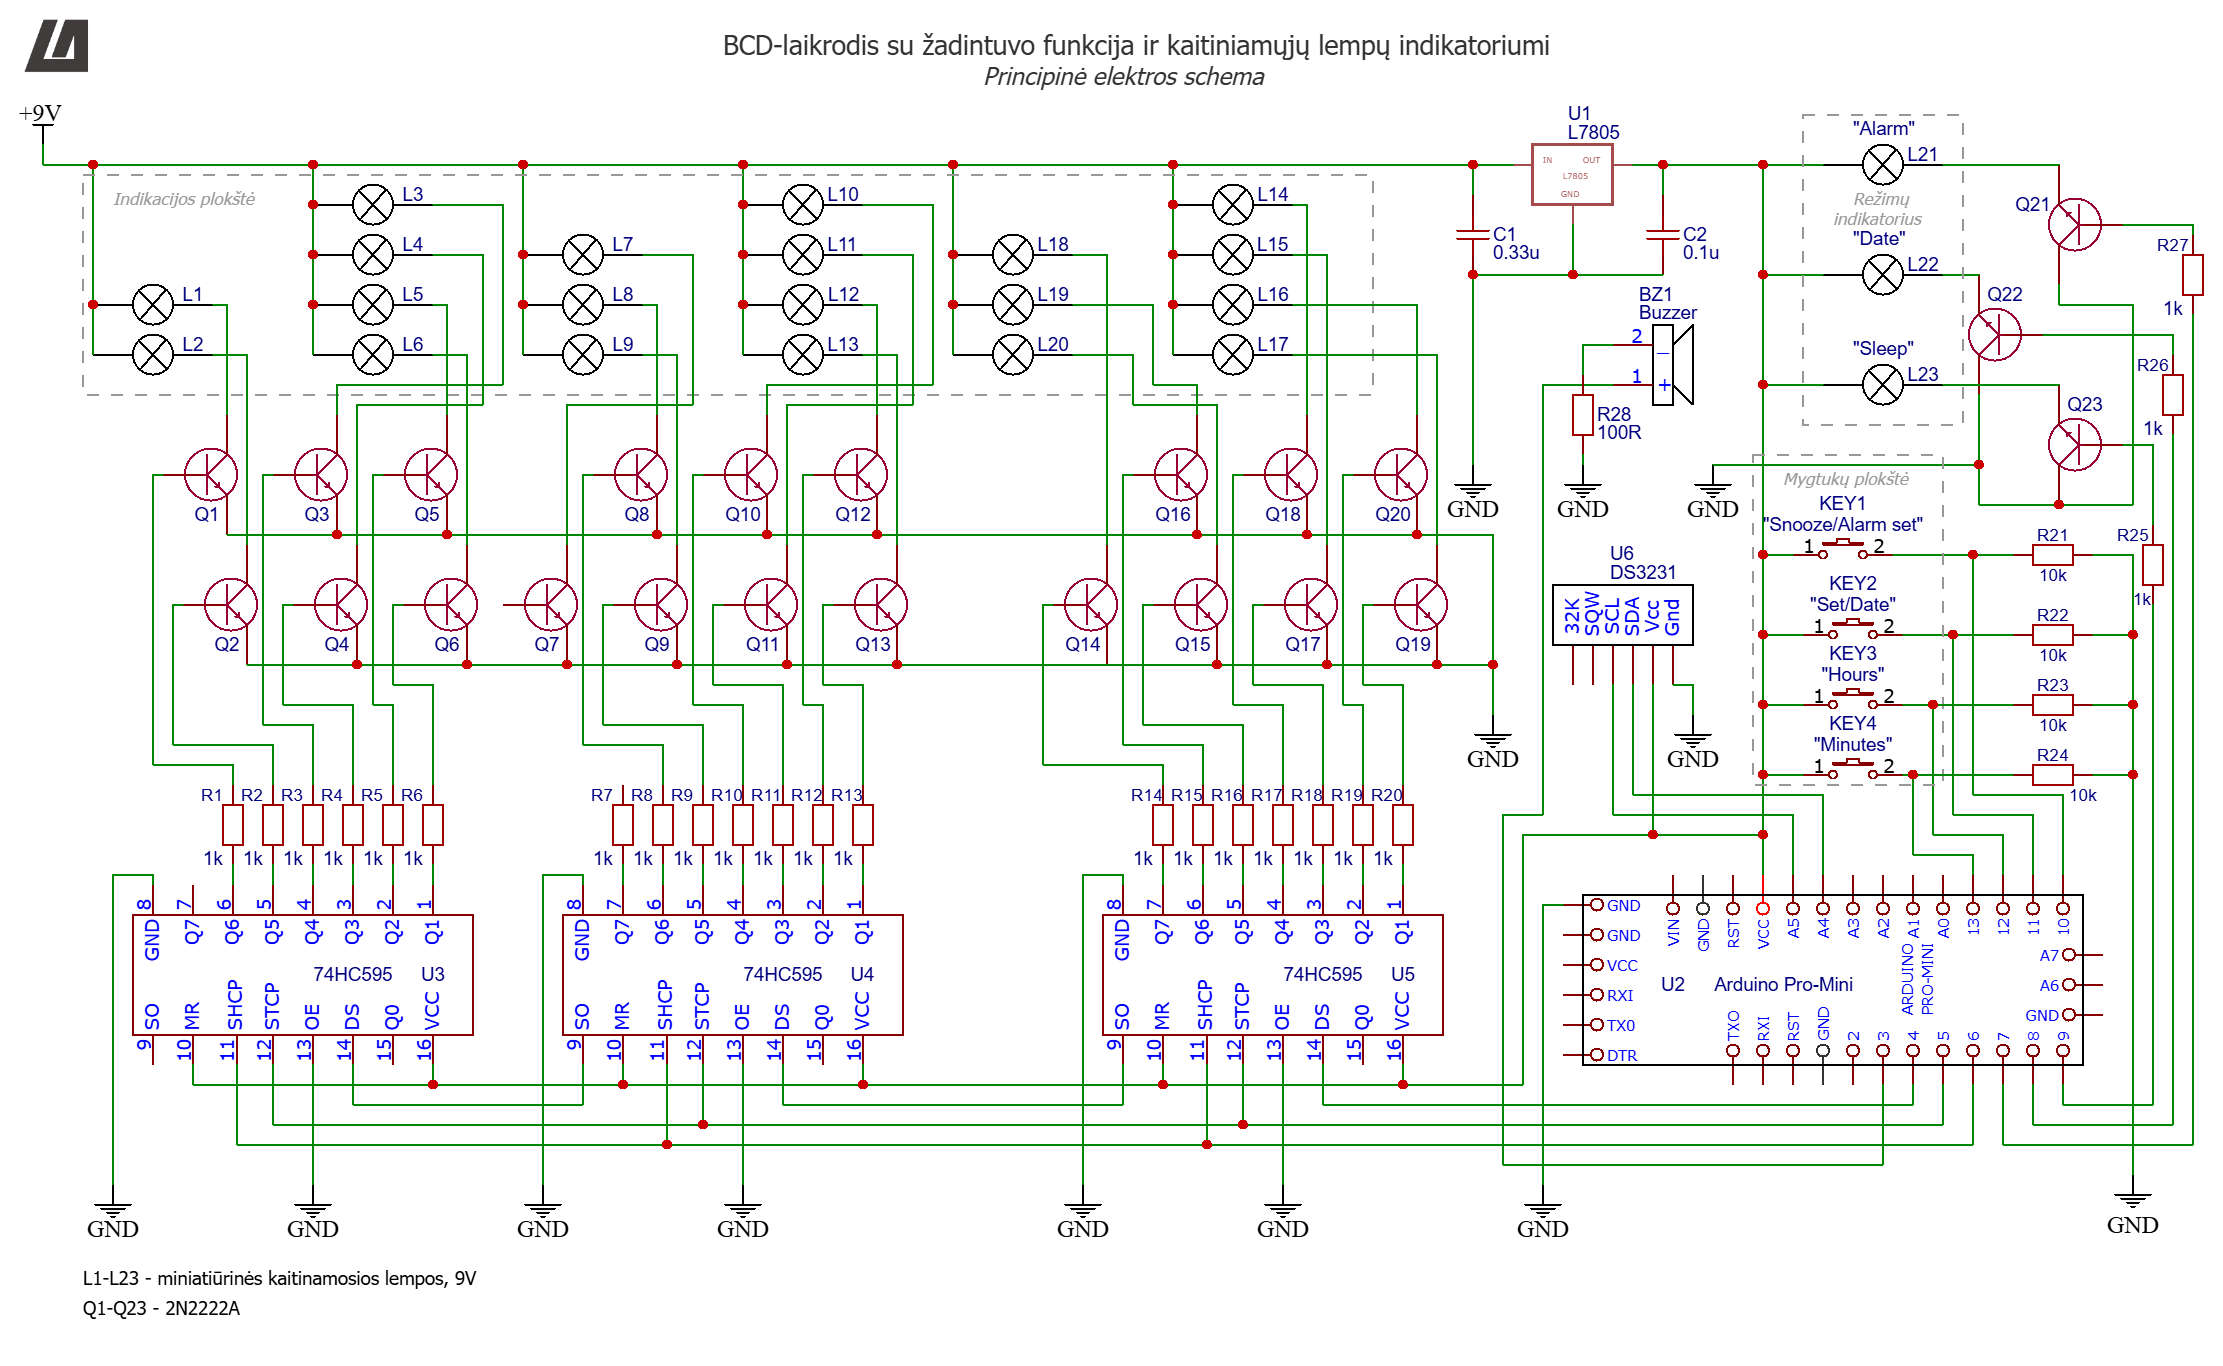 BCD-laikrodis su žadintuvo funkcija ir kaitiniamųjų lempų indikatoriumi
Principinė elektros schema
+9V
Indikacijos plokštė
L1
L2
L3
L4
L5
L6
L7
L8
L9
L10
L11
L12
L13
L18
L19
L20
L14
L15
L16
L17
U1
L7805
IN OUT
L7805
GND
C1
0.33u
C2
0.1u
BZ1
Buzzer
2
1
−
+
R28
100R
GND
GND
GND
"Alarm"
L21
Režimų
indikatorius
"Date"
L22
"Sleep"
L23
Q21
Q22
Q23
R27
1k
R26
1k
R25
1k
Mygtukų plokštė
KEY1
"Snooze/Alarm set"
1 2
KEY2
"Set/Date"
1 2
KEY3
"Hours"
1 2
KEY4
"Minutes"
1 2
R21
10k
R22
10k
R23
10k
R24
10k
Q1 Q3 Q5 Q8 Q10 Q12 Q16 Q18 Q20
Q2 Q4 Q6 Q7 Q9 Q11 Q13 Q14 Q15 Q17 Q19
GND
U6
DS3231
32K SQW SCL SDA Vcc Gnd
GND
R1 R2 R3 R4 R5 R6
1k 1k 1k 1k 1k 1k
R7 R8 R9 R10 R11 R12 R13
1k 1k 1k 1k 1k 1k 1k
R14 R15 R16 R17 R18 R19 R20
1k 1k 1k 1k 1k 1k 1k
8 7 6 5 4 3 2 1
GND Q7 Q6 Q5 Q4 Q3 Q2 Q1
74HC595 U3
SO MR SHCP STCP OE DS Q0 VCC
9 10 11 12 13 14 15 16
8 7 6 5 4 3 2 1
GND Q7 Q6 Q5 Q4 Q3 Q2 Q1
74HC595 U4
SO MR SHCP STCP OE DS Q0 VCC
9 10 11 12 13 14 15 16
8 7 6 5 4 3 2 1
GND Q7 Q6 Q5 Q4 Q3 Q2 Q1
74HC595 U5
SO MR SHCP STCP OE DS Q0 VCC
9 10 11 12 13 14 15 16
GND
GND
VCC
RXI
TX0
DTR
VIN GND RST VCC A5 A4 A3 A2 A1 A0 13 12 11 10
U2 Arduino Pro-Mini
ARDUINO
PRO-MINI
A7
A6
GND
TXO RXI RST GND 2 3 4 5 6 7 8 9
GND GND GND GND GND GND GND GND
L1-L23 - miniatiūrinės kaitinamosios lempos, 9V
Q1-Q23 - 2N2222A